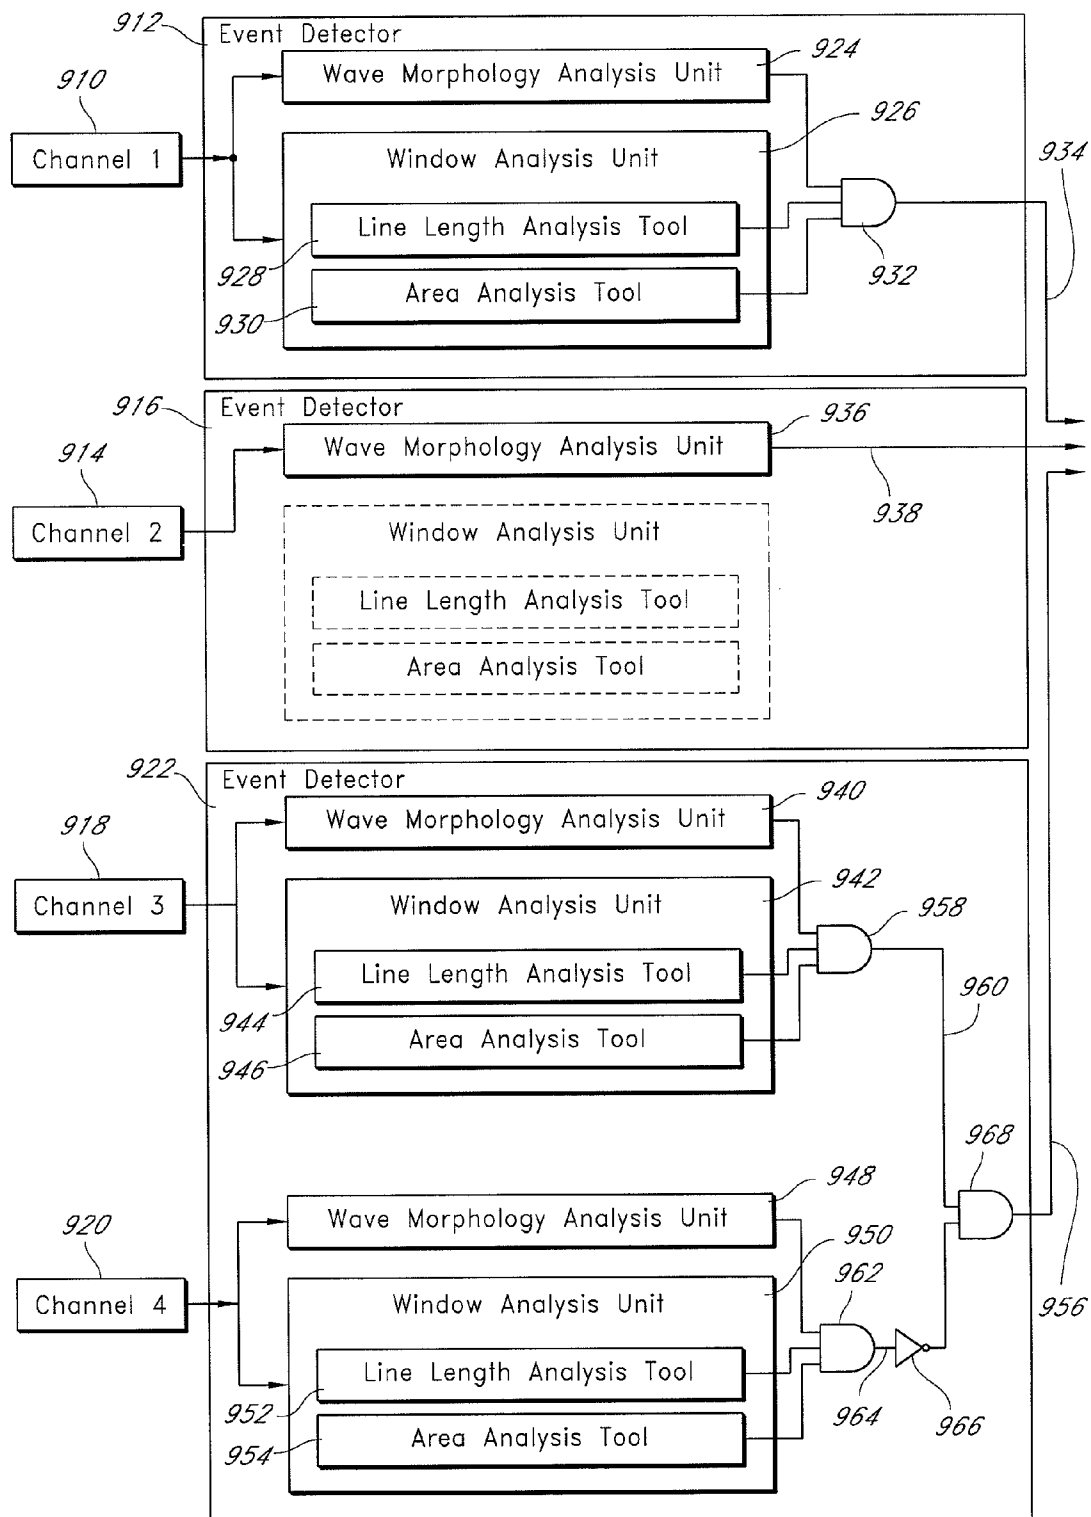 912
Event Detector
Wave Morphology Analysis Unit
924
910
Channel 1
926
Window Analysis Unit
934
Line Length Analysis Tool
928
932
Area Analysis Tool
930
916
Event Detector
Wave Morphology Analysis Unit
936
914
938
Channel 2
Window Analysis Unit
Line Length Analysis Tool
Area Analysis Tool
922
Event Detector
940
Wave Morphology Analysis Unit
918
Channel 3
942
Window Analysis Unit
958
Line Length Analysis Tool
944
960
Area Analysis Tool
946
968
948
Wave Morphology Analysis Unit
920
950
Channel 4
Window Analysis Unit
962
956
Line Length Analysis Tool
952
964
966
Area Analysis Tool
954